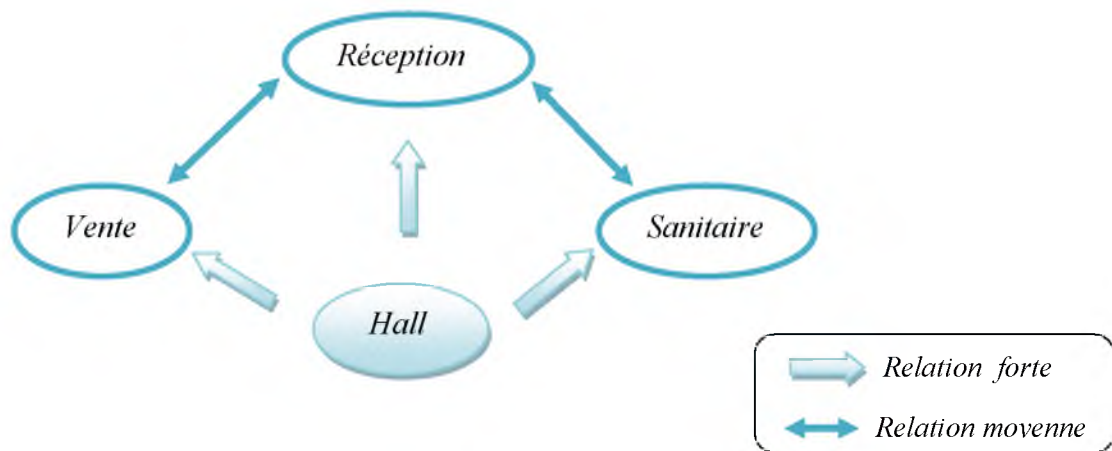 Réception
Vente
Sanitaire
Hall
Relation forte
Relation movenne